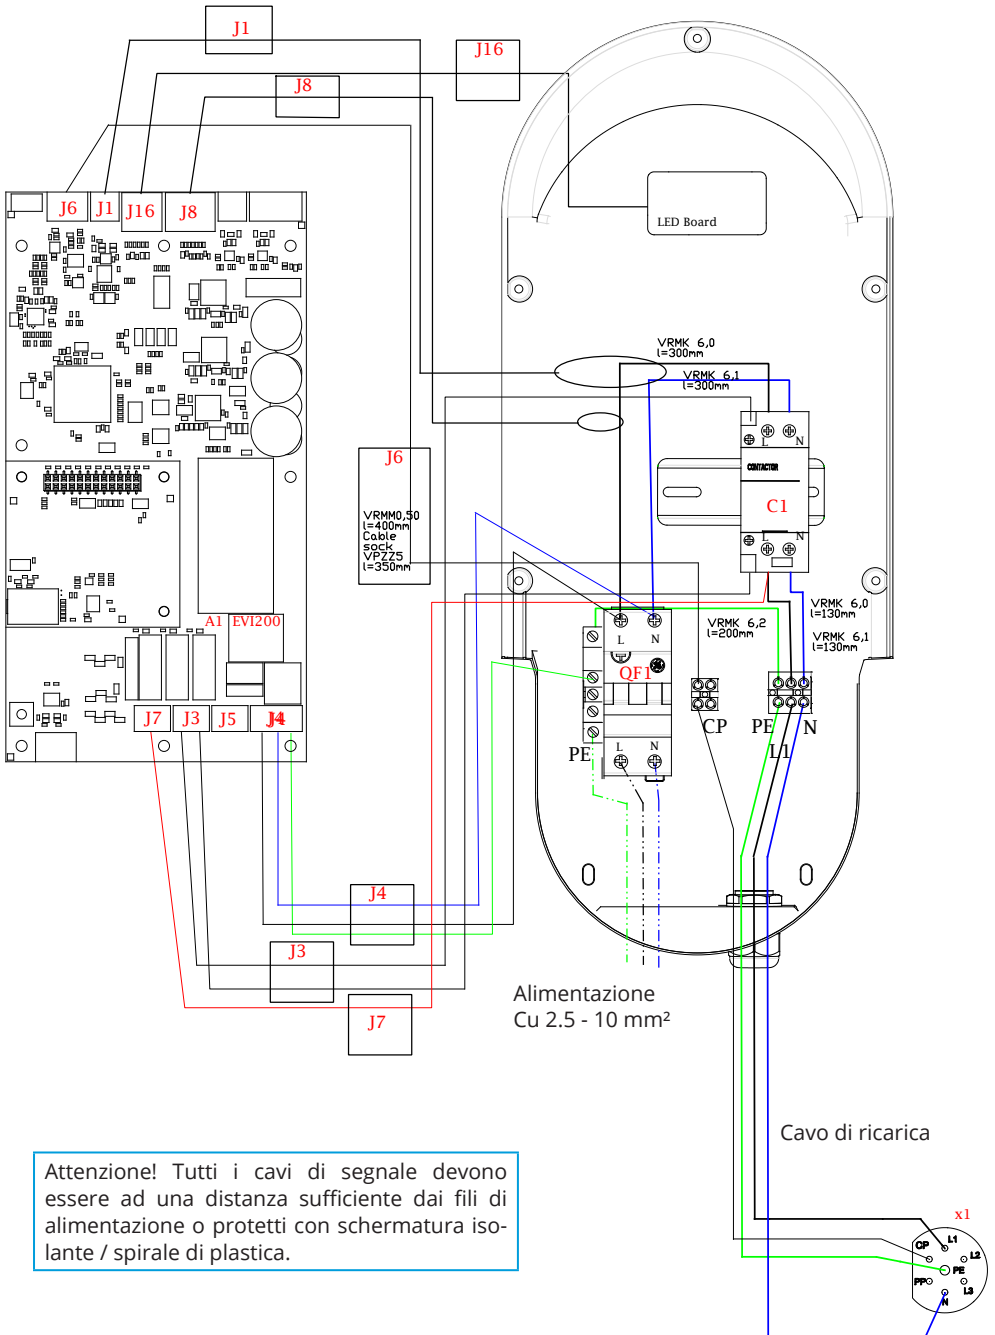 J1
J16
J8
J6
J1
J16
J8
LED Board
VRMK 6,0
l=300mm
VRMK 6,1
l=300mm
J6
VRMM0,50
l=400mm
Cable
sock
VPZZ5
l=350mm
L
N
CONTACTOR
C1
L
N
A1
EVI200
VRMK 6,0
l=130mm
VRMK 6,2
l=200mm
VRMK 6,1
l=130mm
L
N
QF1
J7
J3
J5
J4
PE
L
N
CP
PE
N
L1
J4
J3
J7
Alimentazione
Cu 2.5 - 10 mm²
Cavo di ricarica
Attenzione! Tutti i cavi di segnale devono
essere ad una distanza sufficiente dai fili di
alimentazione o protetti con schermatura iso-
lante / spirale di plastica.
x1
L1
CP
L2
PE
PP
L3
N